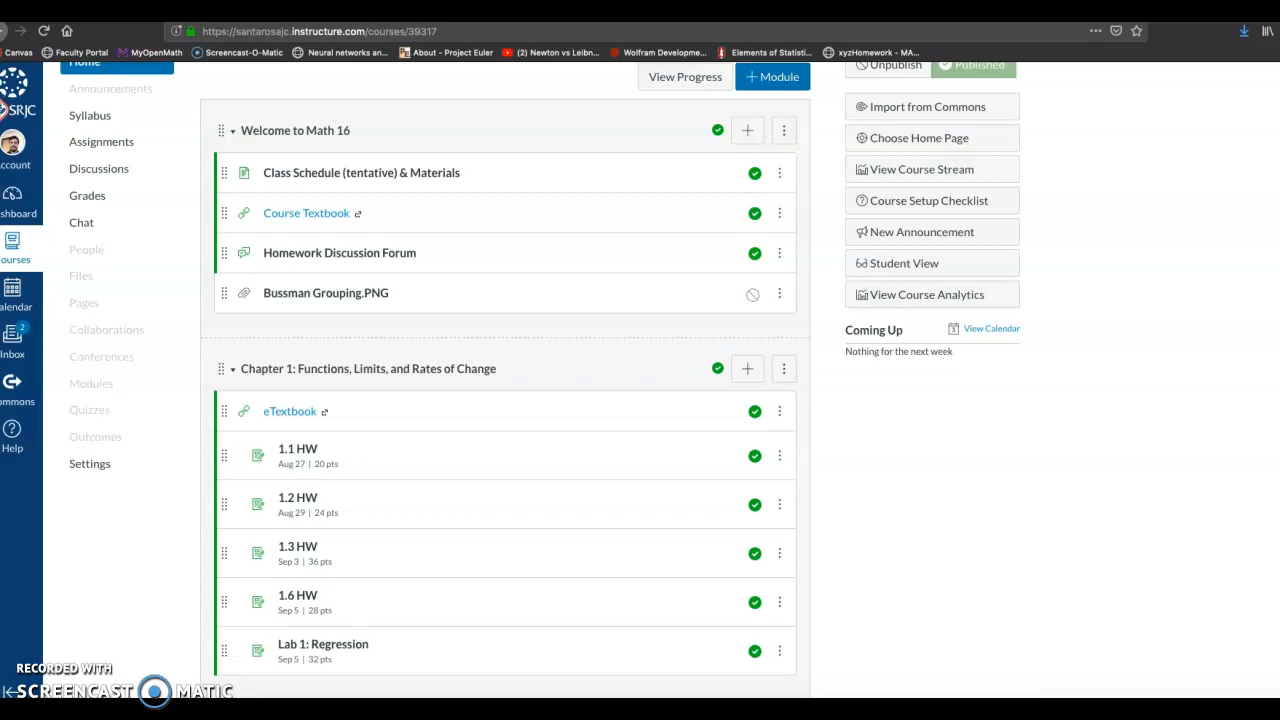 https://santarosajc.instructure.com/courses/39317
Canvas
Faculty Portal
MyOpenMath
Screencast-O-Matic
Neural networks an...
About - Project Euler
(2) Newton vs Leibn...
Wolfram Developme...
Elements of Statisti...
xyzHomework - MA...
SRJC
Account
shboard
ourses
alendar
2
Inbox
ommons
Help
Home
Announcements
Syllabus
Assignments
Discussions
Grades
Chat
People
Files
Pages
Collaborations
Conferences
Modules
Quizzes
Outcomes
Settings
View Progress
+ Module
Welcome to Math 16
Class Schedule (tentative) & Materials
Course Textbook
Homework Discussion Forum
Bussman Grouping.PNG
Chapter 1: Functions, Limits, and Rates of Change
eTextbook
1.1 HW
Aug 27 | 20 pts
1.2 HW
Aug 29 | 24 pts
1.3 HW
Sep 3 | 36 pts
1.6 HW
Sep 5 | 28 pts
Lab 1: Regression
Sep 5 | 32 pts
Unpublish
Published
Import from Commons
Choose Home Page
View Course Stream
Course Setup Checklist
New Announcement
Student View
View Course Analytics
Coming Up
View Calendar
Nothing for the next week
RECORDED WITH
SCREENCAST MATIC